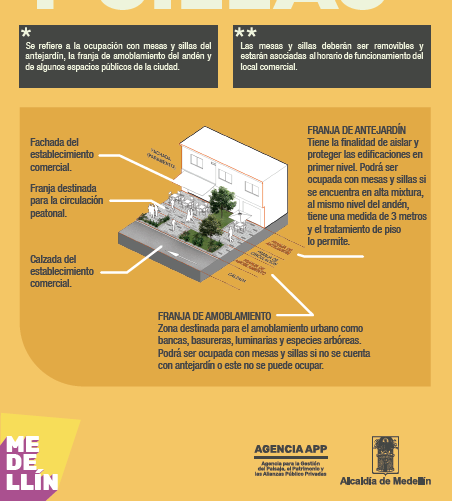 *
Se refiere a la ocupación con mesas y sillas del
antejardín, la franja de amoblamiento del andén y
de algunos espacios públicos de la ciudad.
**
Las mesas y sillas deberán ser removibles y
estarán asociadas al horario de funcionamiento del
local comercial.
Fachada del
establecimiento
comercial.
Franja destinada
para la circulación
peatonal.
Calzada del
establecimiento
comercial.
FACHADA
CALZADA
FRANJA DE ANTEJARDÍN
Tiene la finalidad de aislar y
proteger las edificaciones en
primer nivel. Podrá ser
ocupada con mesas y sillas si
se encuentra en alta mixtura,
al mismo nivel del andén,
tiene una medida de 3 metros
y el tratamiento de piso
lo permite.
FRANJA DE AMOBLAMIENTO
Zona destinada para el amoblamiento urbano como
bancas, basureras, luminarias y especies arbóreas.
Podrá ser ocupada con mesas y sillas si no se cuenta
con antejardín o este no se puede ocupar.
ME
DE
LLÍN
AGENCIA APP
Agencia para la Gestión
del Paisaje, el Patrimonio y
las Alianzas Público Privadas
Alcaldía de Medellín